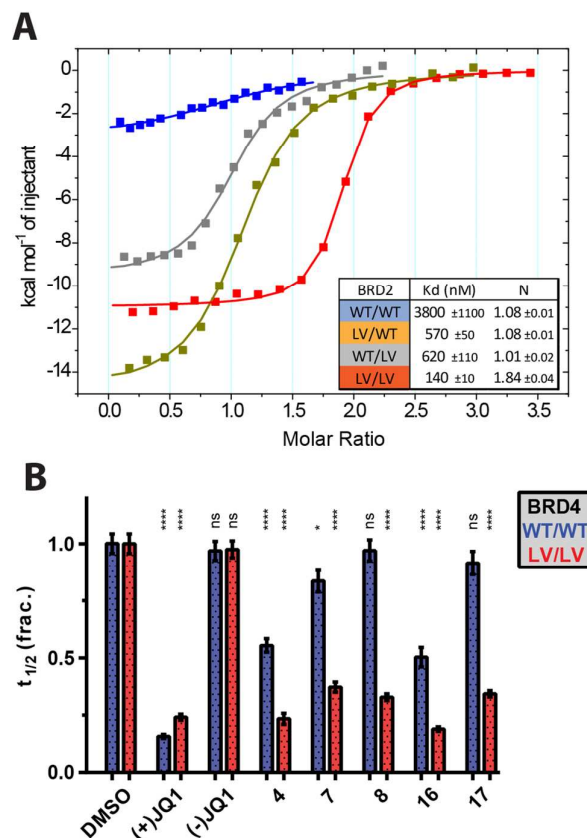 A
kcal mol⁻¹ of injectant
0
-2
-4
-6
-8
-10
-12
-14
BRD2 Kd (nM) N
WT/WT 3800 ±1100 1.08 ±0.01
LV/WT 570 ±50 1.08 ±0.01
WT/LV 620 ±110 1.01 ±0.02
LV/LV 140 ±10 1.84 ±0.04
0.0 0.5 1.0 1.5 2.0 2.5 3.0 3.5
Molar Ratio
B
BRD4
WT/WT
LV/LV
**** **** ns ns **** **** * **** ns **** **** **** ns ****
t1/2 (frac.)
1.0
0.5
0.0
DMSO (+)JQ1 (-)JQ1 4 7 8 16 17